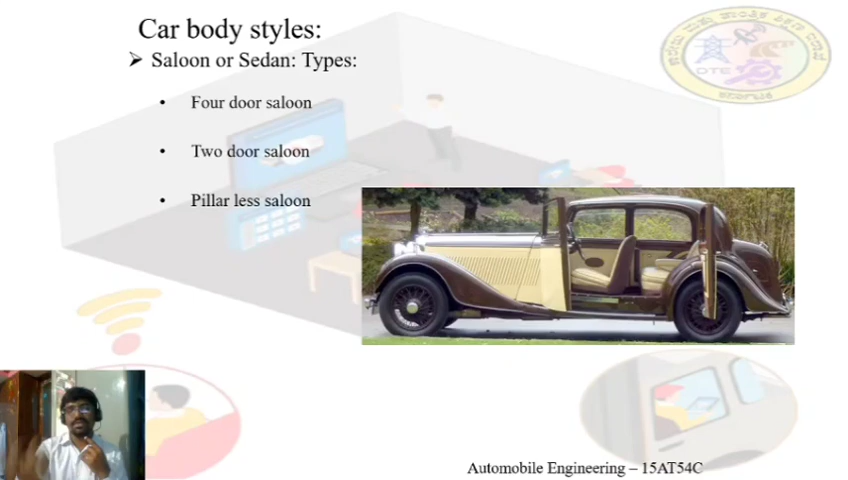 Car body styles:
➢ Saloon or Sedan: Types:
• Four door saloon
• Two door saloon
• Pillar less saloon
DTE
Automobile Engineering – 15AT54C